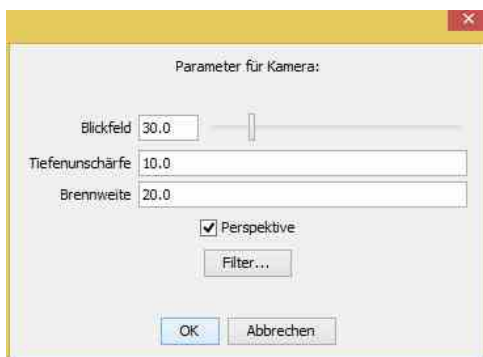 Parameter für Kamera:
Blickfeld 30.0
Tiefenunschärfe 10.0
Brennweite 20.0
Perspektive
Filter...
OK Abbrechen